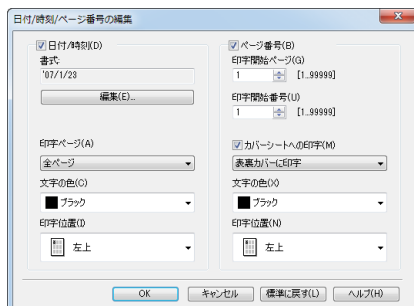 日付/時刻/ページ番号の編集
日付/時刻(D)
書式:
'07/1/23
編集(E)...
印字ページ(A)
全ページ
文字の色(C)
ブラック
印字位置(I)
左上
ページ番号(B)
印字開始ページ(G)
1 [1..99999]
印字開始番号(U)
1 [1..99999]
カバーシートへの印字(M)
表裏カバーに印字
文字の色(X)
ブラック
印字位置(N)
左上
OK キャンセル 標準に戻す(L) ヘルプ(H)